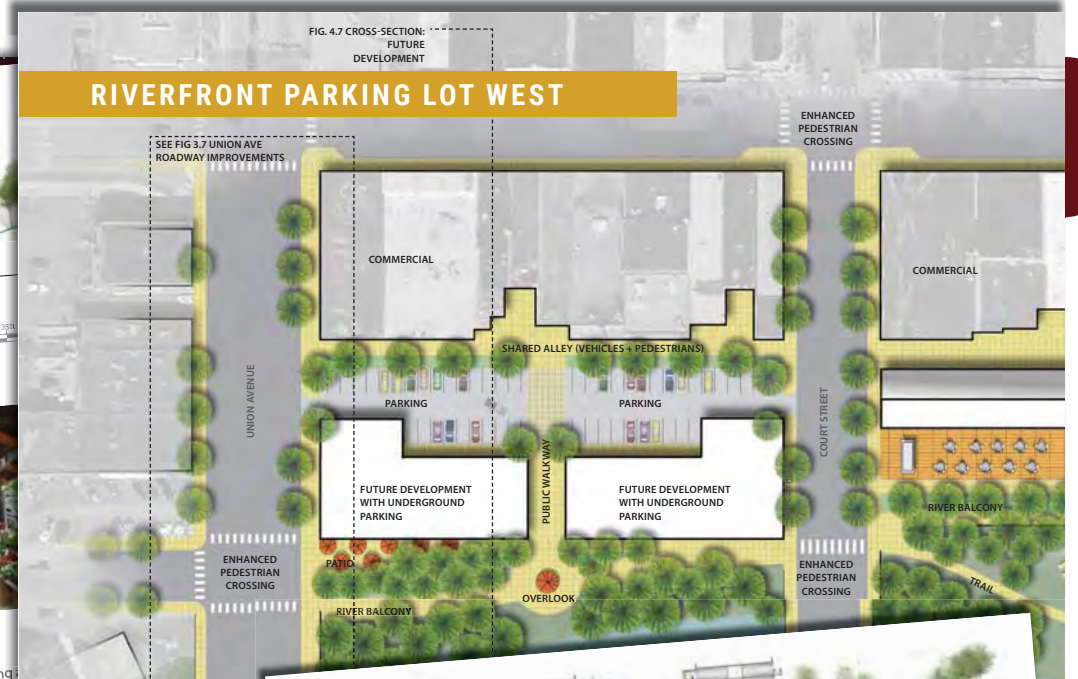 FIG. 4.7 CROSS-SECTION:
FUTURE
DEVELOPMENT
RIVERFRONT PARKING LOT WEST
ENHANCED
PEDESTRIAN
CROSSING
SEE FIG 3.7 UNION AVE
ROADWAY IMPROVEMENTS
COMMERCIAL
COMMERCIAL
35ft
SHARED ALLEY (VEHICLES + PEDESTRIANS)
UNION AVENUE
PARKING
PARKING
COURT STREET
PUBLIC WALKWAY
FUTURE DEVELOPMENT
WITH UNDERGROUND
PARKING
FUTURE DEVELOPMENT
WITH UNDERGROUND
PARKING
RIVER BALCONY
ENHANCED
PEDESTRIAN
CROSSING
PATIO
ENHANCED
PEDESTRIAN
CROSSING
TRAIL
OVERLOOK
RIVER BALCONY